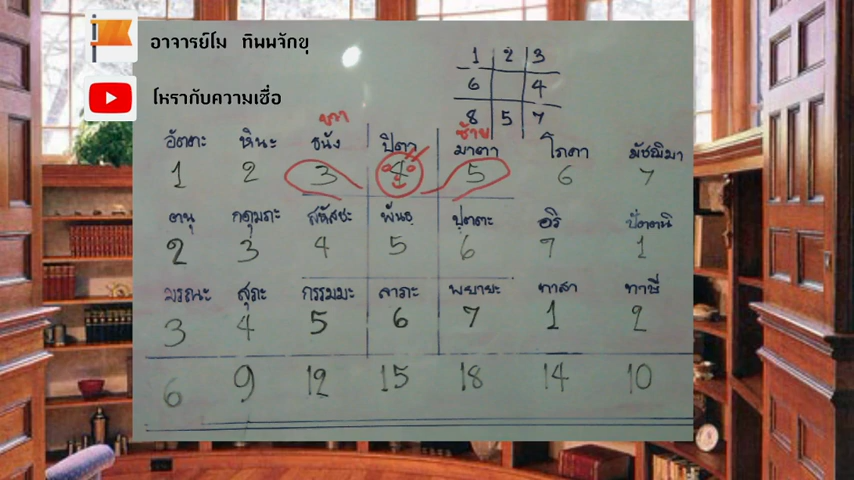 อาจารย์โม ทิพพจักขุ
โหรากับความเชื่อ
1 2 3
6 4
8 5 7
ขวา ซ้าย
อัตตะ หินะ ธนัง ปิตา มาตา โภคา มัชฌิมา
1 2 3 4 5 6 7
ตนุ กดุมภะ สหัสชะ พันธุ ปุตตะ อริ ปัตตนิ
2 3 4 5 6 7 1
มรณะ สุภะ กรรมมะ ลาภะ พยายะ ทาสา ทาษี
3 4 5 6 7 1 2
6 9 12 15 18 14 10